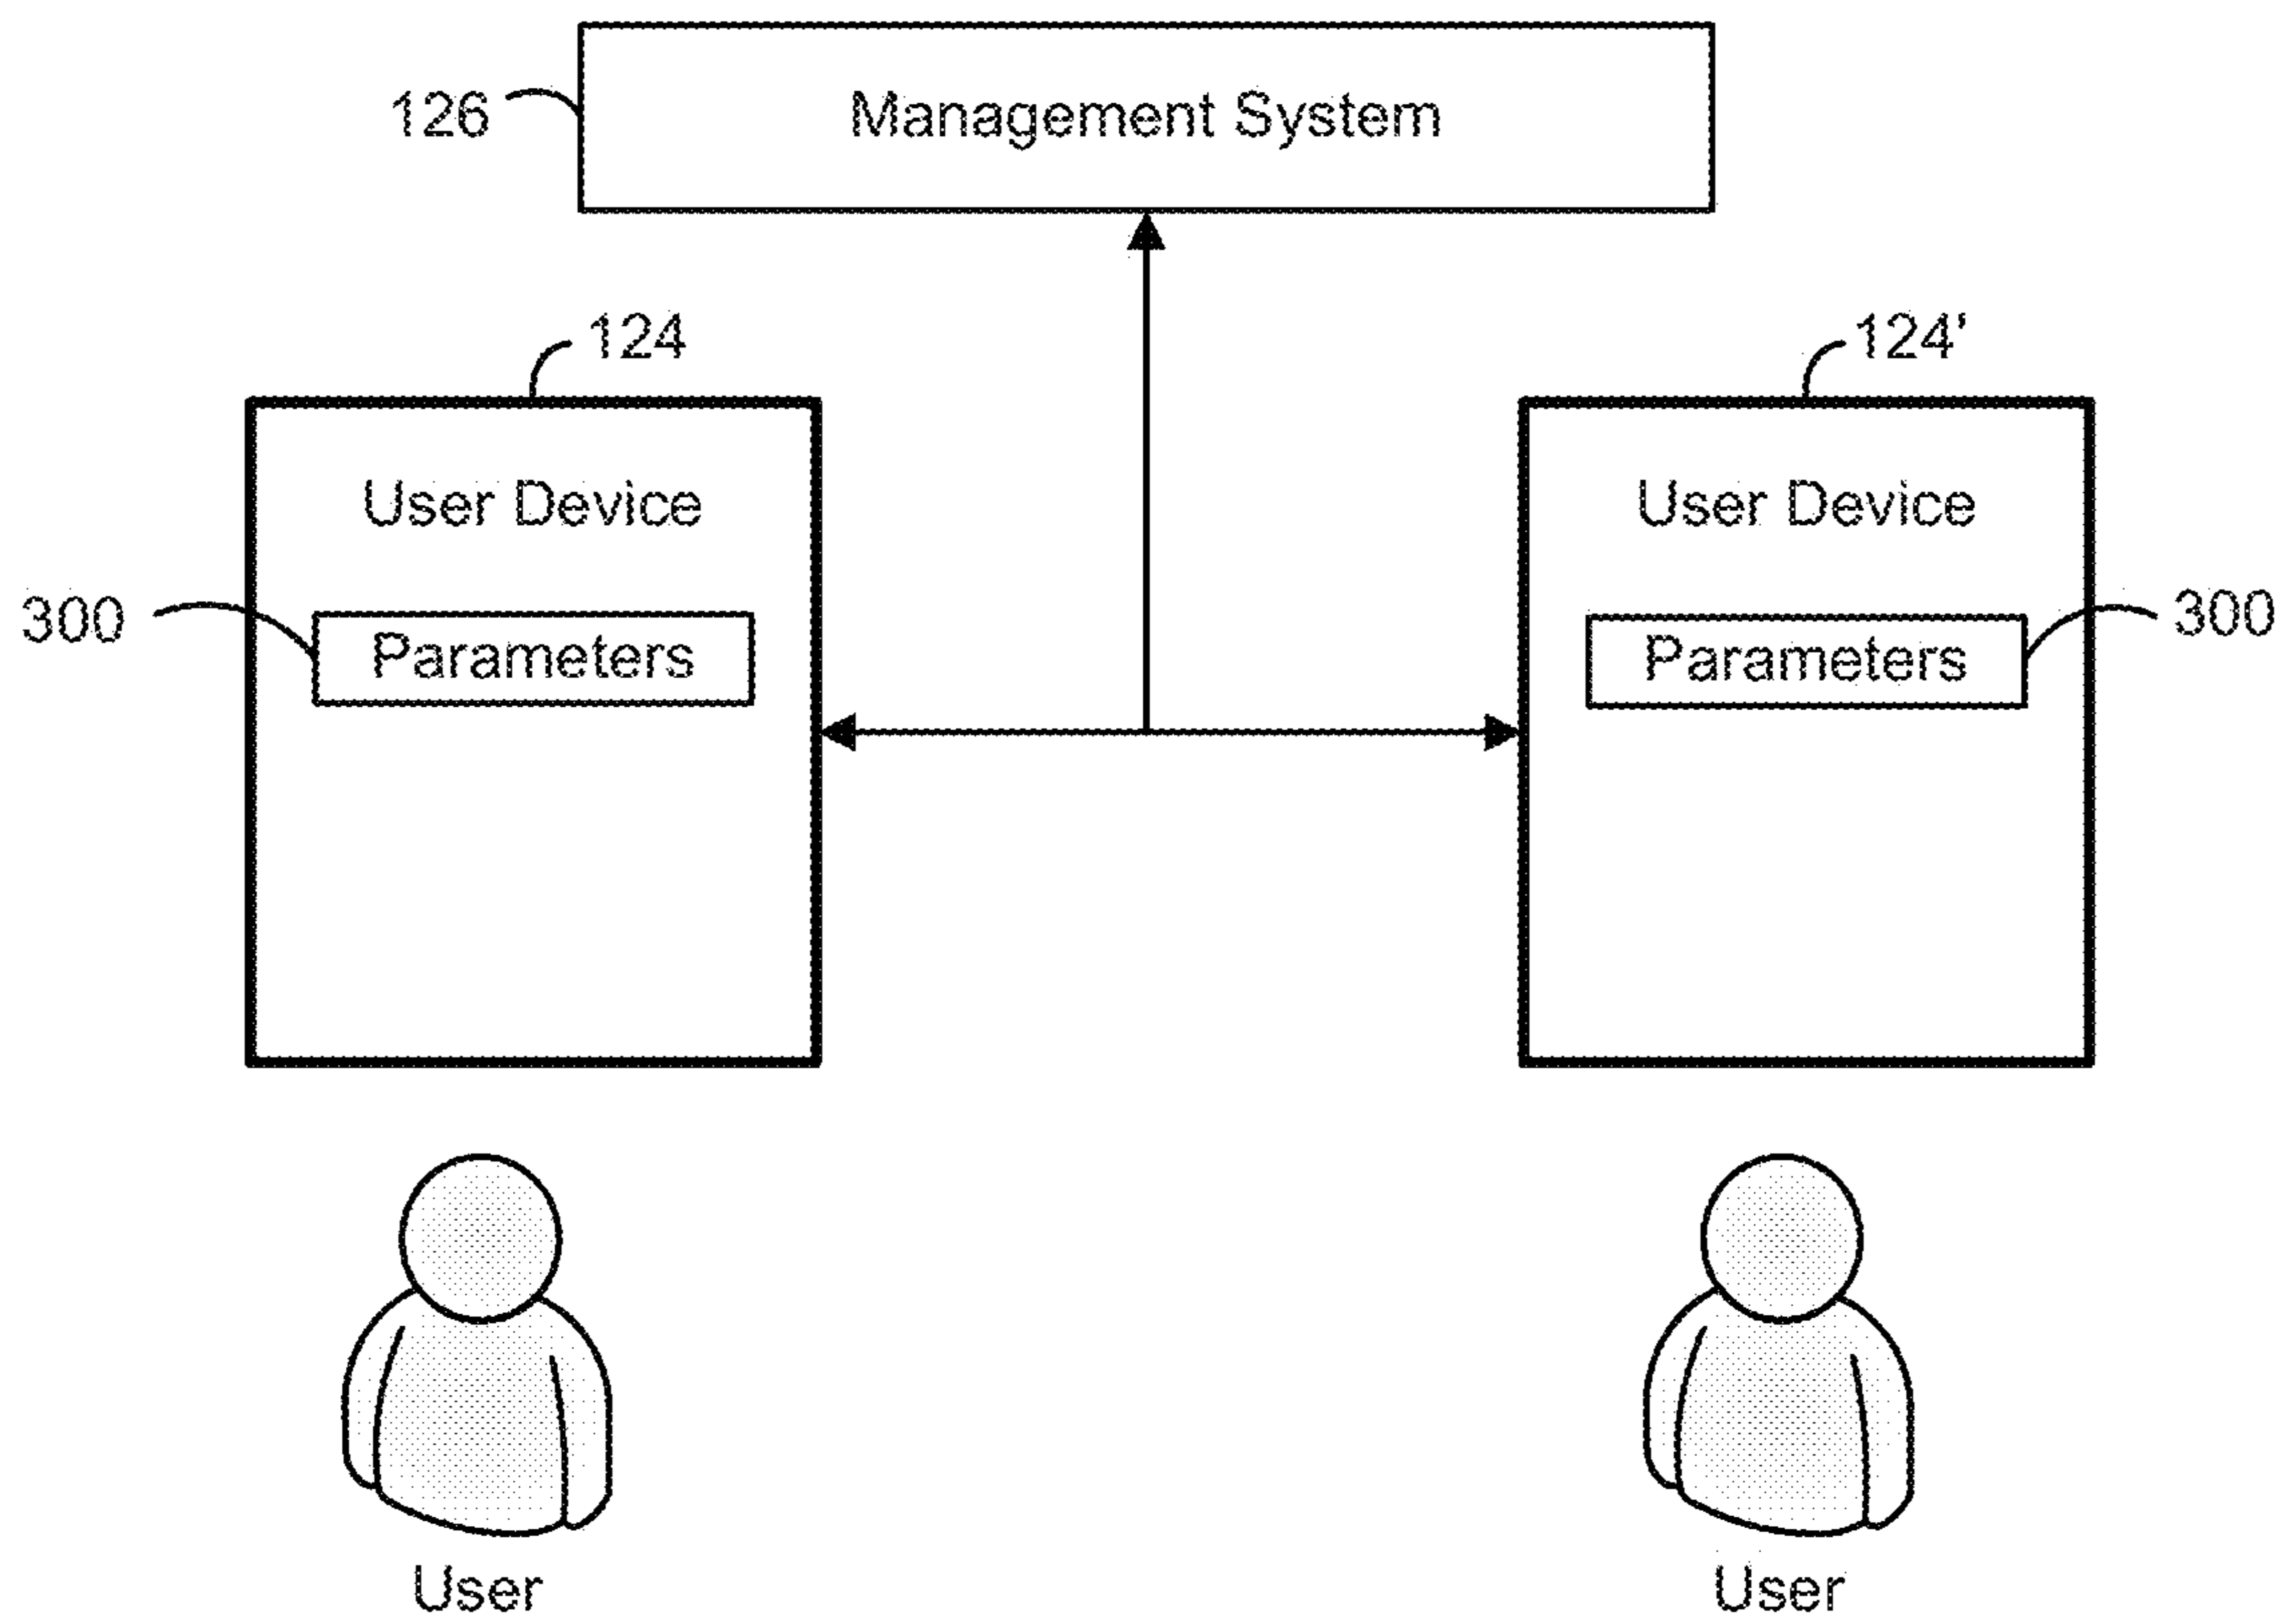 126
Management System
124
124'
User Device
User Device
300
Parameters
Parameters
300
User
User